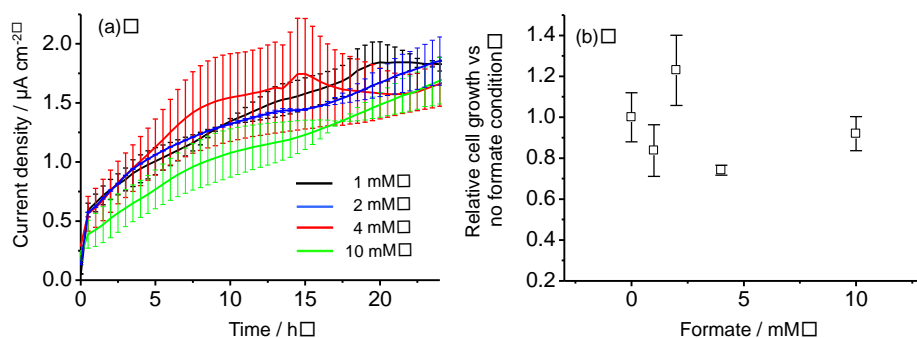 (a)□
Current density / µA cm-2□
2.0
1.5
1.0
0.5
0.0
0
5
10
15
20
Time / h□
1 mM□
2 mM□
4 mM□
10 mM□
(b)□
Relative cell growth vs
no formate condition□
1.4
1.2
1.0
0.8
0.6
0.4
0.2
0
5
10
Formate / mM□